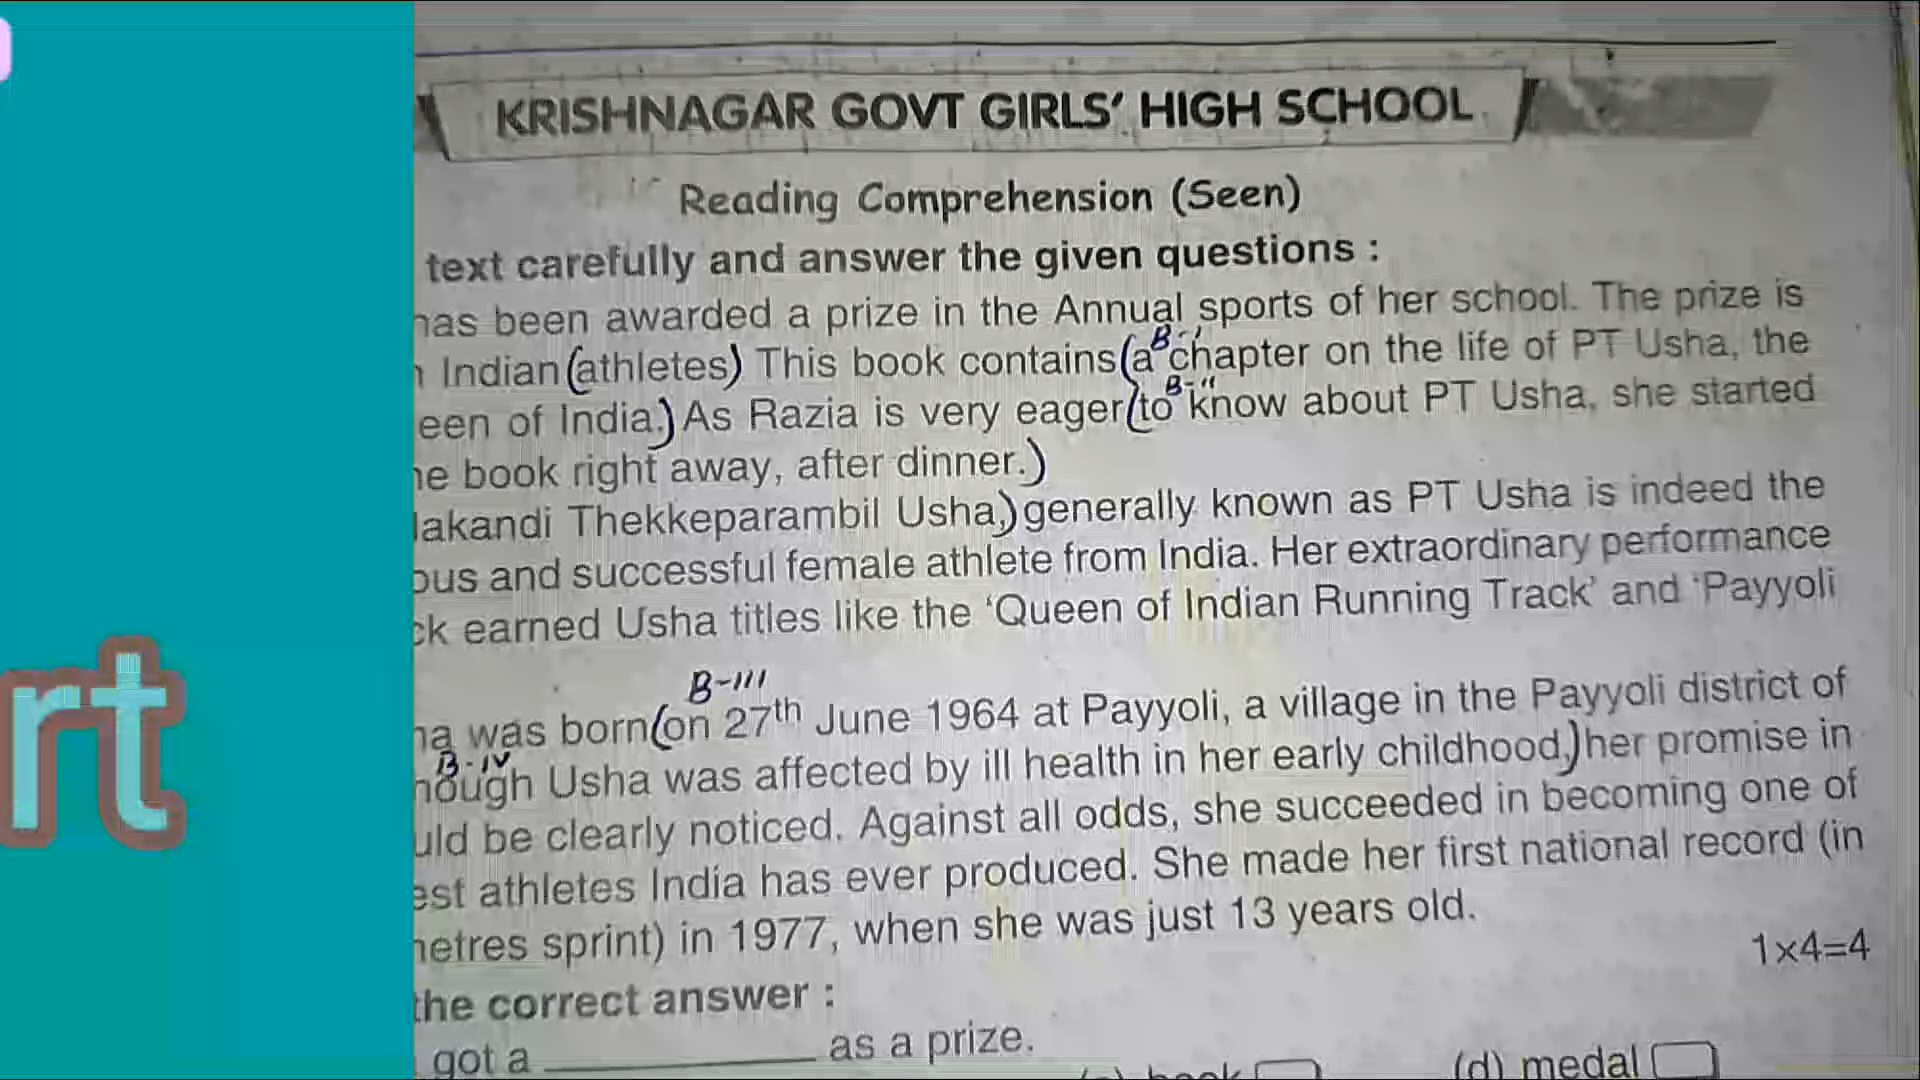 KRISHNAGAR GOVT GIRLS' HIGH SCHOOL
Reading Comprehension (Seen)
text carefully and answer the given questions :
has been awarded a prize in the Annual sports of her school. The prize is
Indian (athletes) This book contains (a chapter on the life of PT Usha, the
B-1
een of India.) As Razia is very eager (to know about PT Usha, she started
B-11
book right away, after dinner.)
lakandi Thekkeparambil Usha,) generally known as PT Usha is indeed the
ous and successful female athlete from India. Her extraordinary performance
ck earned Usha titles like the 'Queen of Indian Running Track' and 'Payyoli
B-111
was born (on 27th June 1964 at Payyoli, a village in the Payyoli district of
B-IV
hough Usha was affected by ill health in her early childhood,) her promise in
uld be clearly noticed. Against all odds, she succeeded in becoming one of
est athletes India has ever produced. She made her first national record (in
netres sprint) in 1977, when she was just 13 years old.
1×4=4
the correct answer :
got a ________ as a prize.
(d) medal
rt